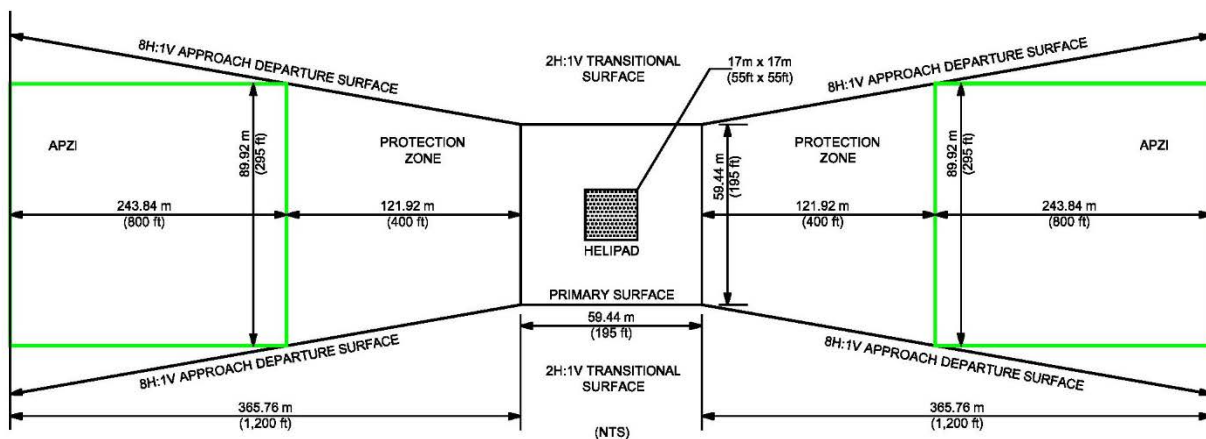 8H:1V APPROACH DEPARTURE SURFACE
2H:1V TRANSITIONAL
SURFACE
17m x 17m
(55ft x 55ft)
8H:1V APPROACH DEPARTURE SURFACE
APZI
89.92 m
(295 ft)
PROTECTION
ZONE
59.44 m
(195 ft)
PROTECTION
ZONE
89.92 m
(295 ft)
APZI
243.84 m
(800 ft)
121.92 m
(400 ft)
121.92 m
(400 ft)
243.84 m
(800 ft)
HELIPAD
PRIMARY SURFACE
59.44 m
(195 ft)
8H:1V APPROACH DEPARTURE SURFACE
2H:1V TRANSITIONAL
SURFACE
8H:1V APPROACH DEPARTURE SURFACE
365.76 m
(1,200 ft)
(NTS)
365.76 m
(1,200 ft)